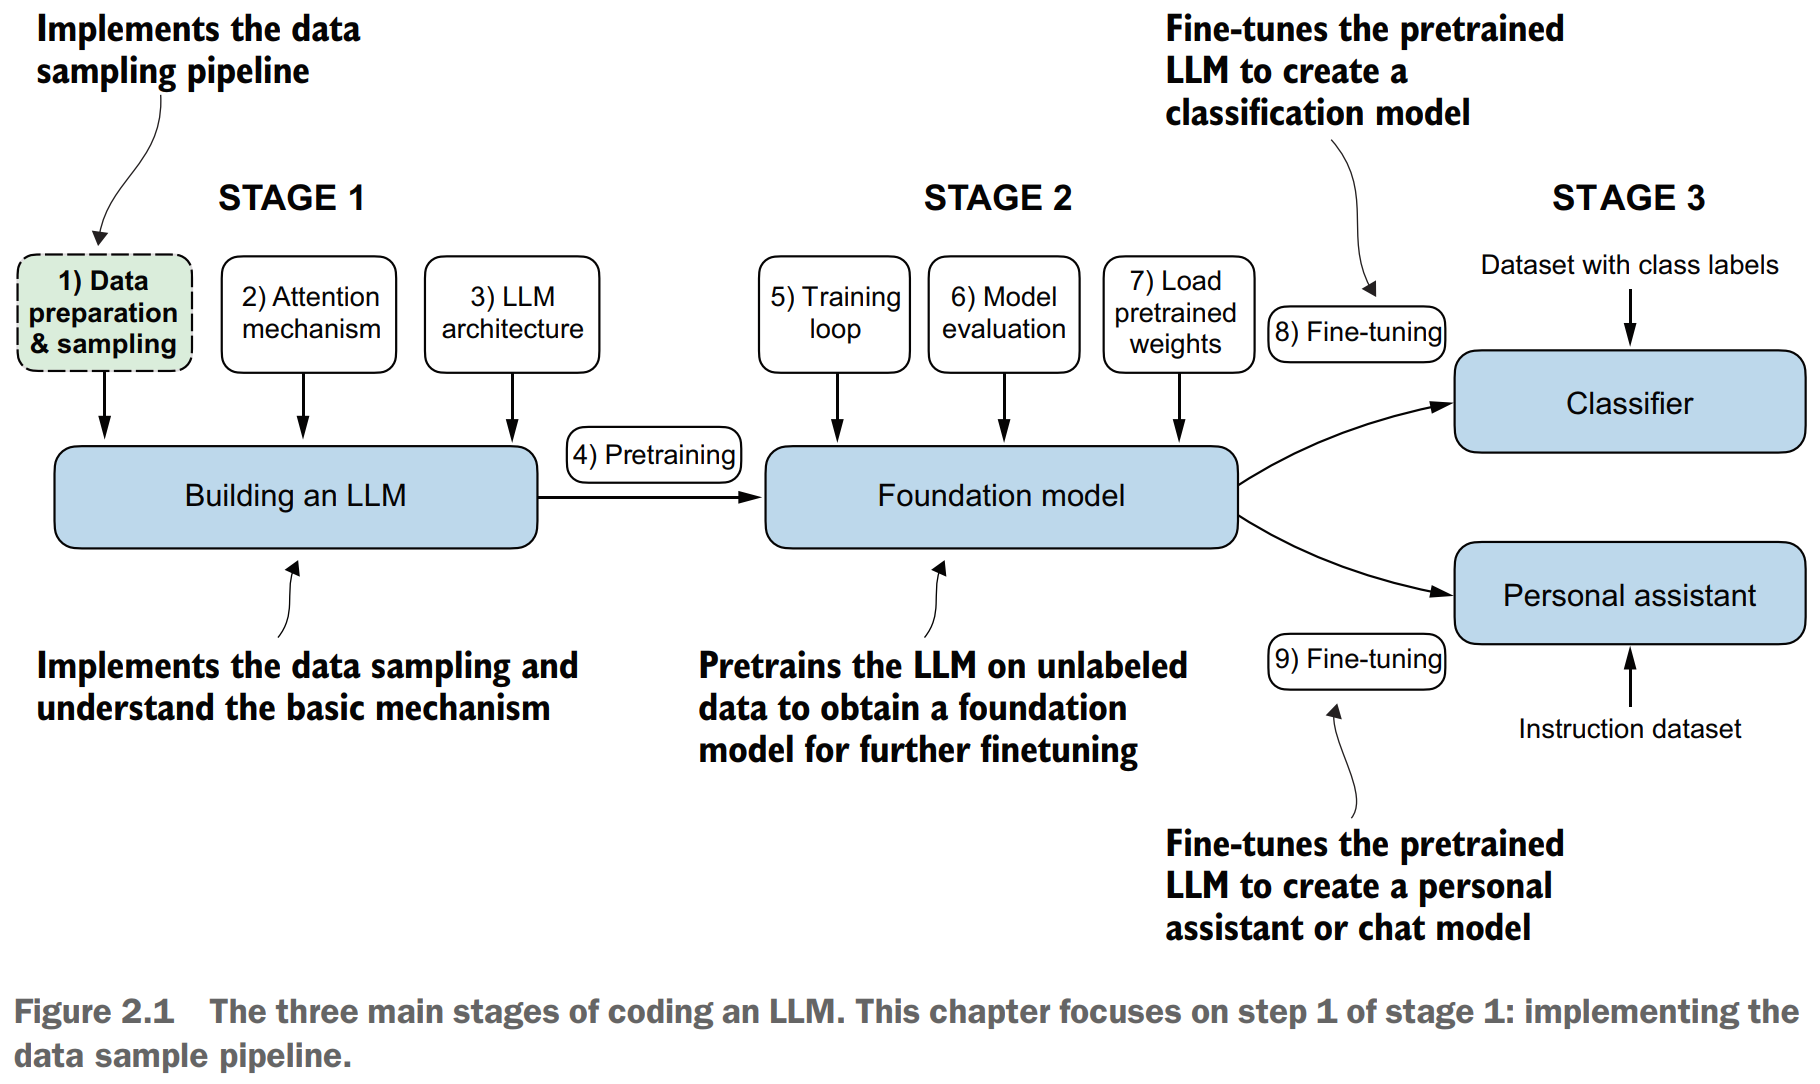 Implements the data
sampling pipeline
Fine-tunes the pretrained
LLM to create a
classification model
STAGE 1
STAGE 2
STAGE 3
1) Data
preparation
& sampling
2) Attention
mechanism
3) LLM
architecture
5) Training
loop
6) Model
evaluation
7) Load
pretrained
weights
8) Fine-tuning
Dataset with class labels
Classifier
4) Pretraining
Building an LLM
Foundation model
Personal assistant
9) Fine-tuning
Instruction dataset
Implements the data sampling and
understand the basic mechanism
Pretrains the LLM on unlabeled
data to obtain a foundation
model for further finetuning
Fine-tunes the pretrained
LLM to create a personal
assistant or chat model
Figure 2.1 The three main stages of coding an LLM. This chapter focuses on step 1 of stage 1: implementing the
data sample pipeline.